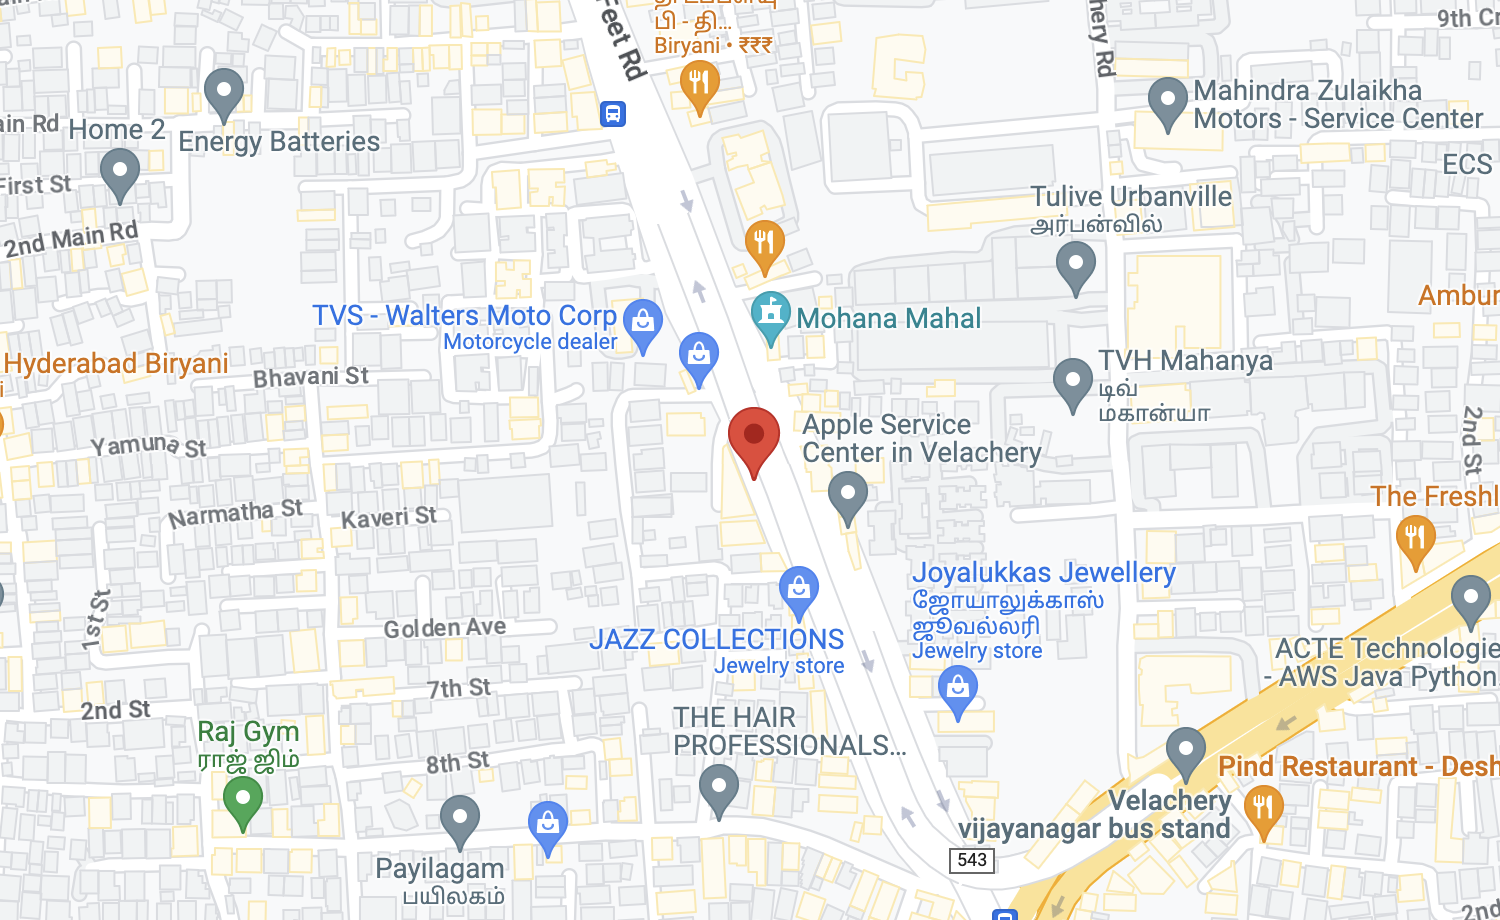 Feet Rd
பி - தி...
Biryani • ₹₹₹
hery Rd
9th Cr
Mahindra Zulaikha
Motors - Service Center
ain Rd
Home 2
Energy Batteries
ECS
First St
2nd Main Rd
Tulive Urbanville
அர்பன்வில்
TVS - Walters Moto Corp
Motorcycle dealer
Mohana Mahal
Ambur
Hyderabad Biryani
i
Bhavani St
TVH Mahanya
டிவ்
மகான்யா
Yamuna St
Apple Service
Center in Velachery
2nd St
Narmatha St
Kaveri St
The Freshl
1st St
Golden Ave
JAZZ COLLECTIONS
Jewelry store
Joyalukkas Jewellery
ஜோயாலுக்காஸ்
ஜூவல்லரி
Jewelry store
ACTE Technologie
- AWS Java Python
7th St
2nd St
Raj Gym
ராஜ் ஜிம்
THE HAIR
PROFESSIONALS...
8th St
Pind Restaurant - Desh
Velachery
vijayanagar bus stand
543
Payilagam
பயிலகம்
2nd